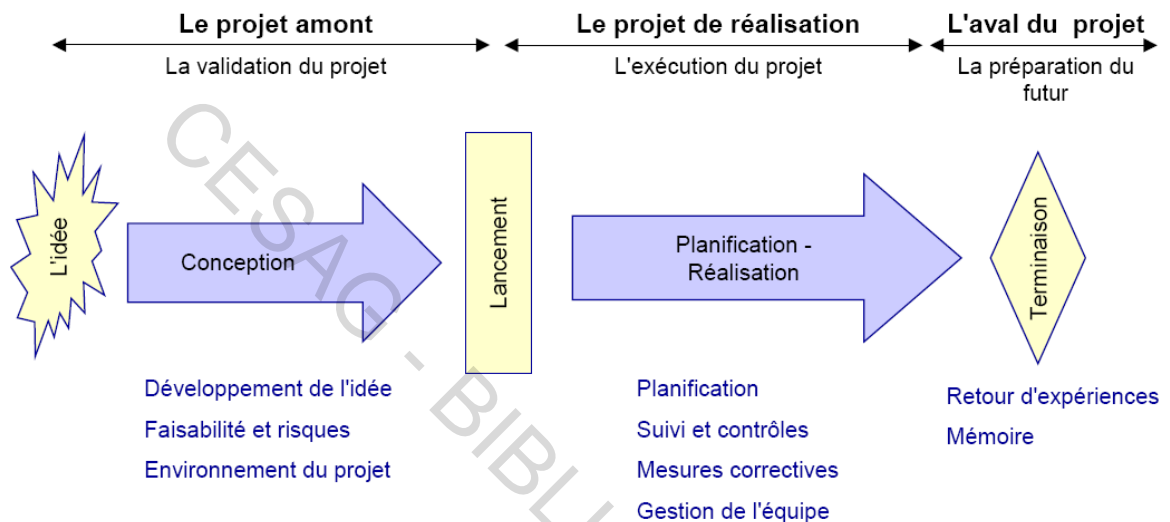 Le projet amont
Le projet de réalisation
L'aval du  projet
La validation du projet
L'exécution du projet
La préparation du
futur
L'idée
Conception
Lancement
Planification -
Réalisation
Terminaison
Développement de l'idée
Faisabilité et risques
Environnement du projet
Planification
Suivi et contrôles
Mesures correctives
Gestion de l'équipe
Retour d'expériences
Mémoire
CESAG - BIBLI